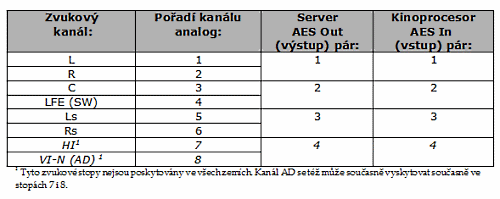 Zvukový kanál: Pořadí kanálu analog: Server AES Out (výstup) pár: Kinoprocesor AES In (vstup) pár:
L 1 1 1
R 2
C 3 2 2
LFE (SW) 4
Ls 5 3 3
Rs 6
HI¹ 7 4 4
VI-N (AD) ¹ 8
¹ Tyto zvukové stopy nejsou poskytovány ve všech zemích. Kanál AD se též může současně vyskytovat současně ve
stopách 7 i 8.